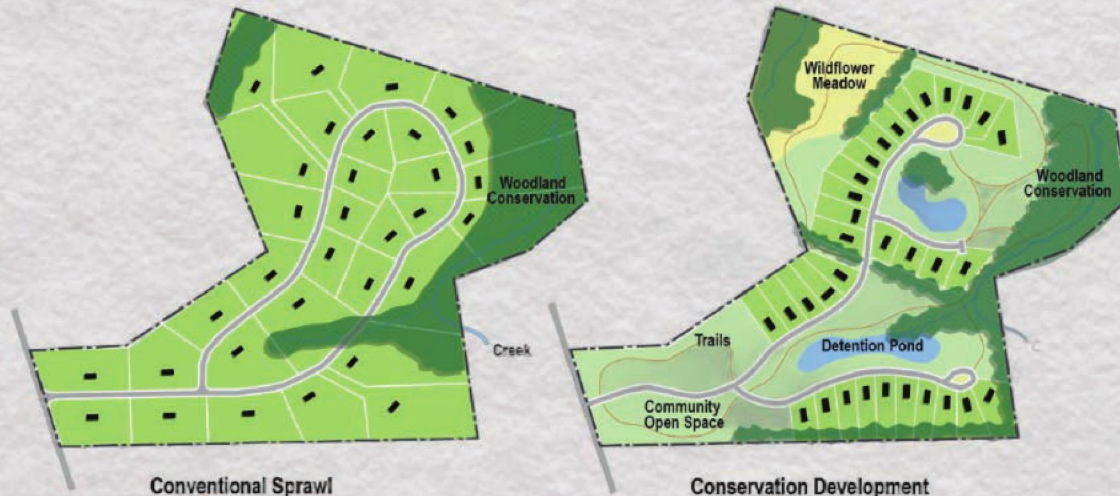 Woodland
Conservation
Creek
Conventional Sprawl
Wildflower
Meadow
Woodland
Conservation
Trails
Detention Pond
Community
Open Space
Conservation Development